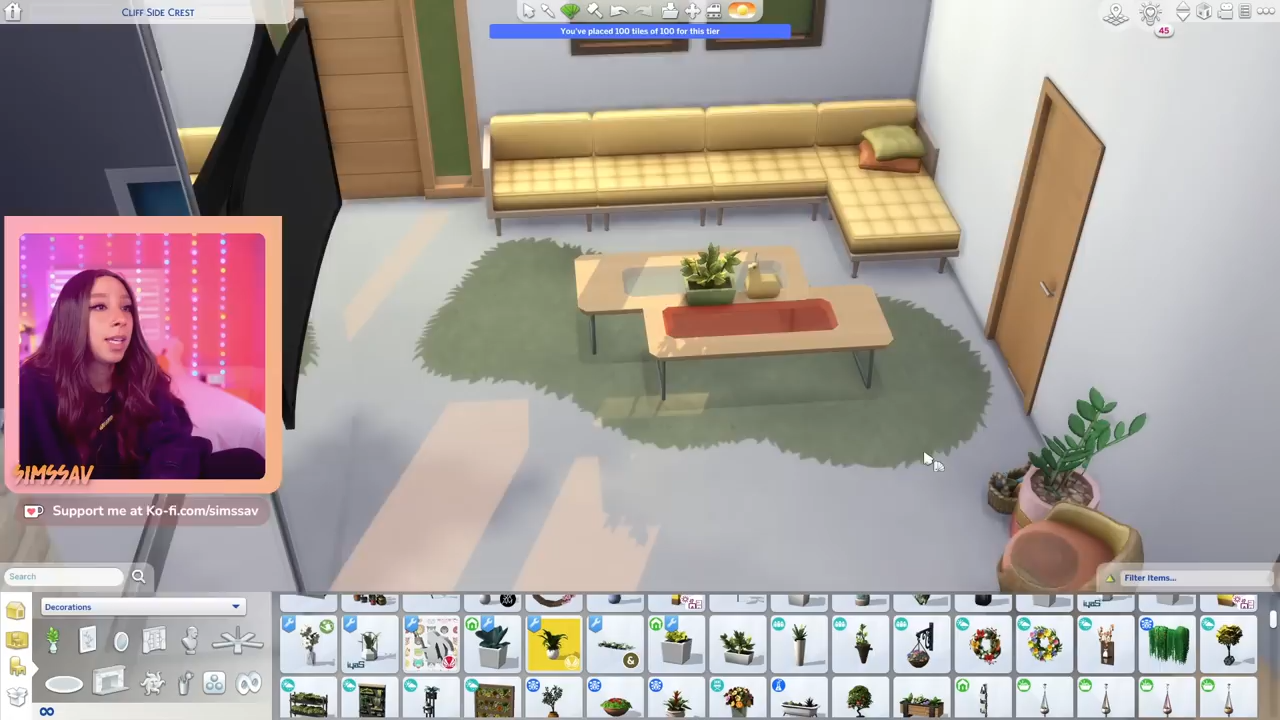 CLIFF SIDE CREST
You've placed 100 tiles of 100 for this tier
45
SIMSSAV
Support me at Ko-fi.com/simssav
Search
Filter Items...
Decorations